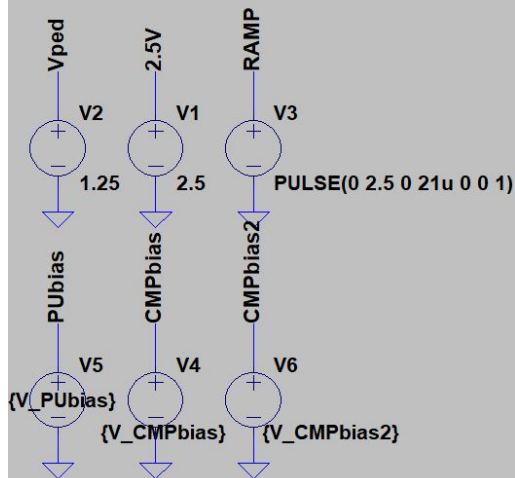 Vped
2.5V
RAMP
V2
V1
V3
1.25
2.5
PULSE(0 2.5 0 21u 0 0 1)
PUbias
CMPbias
CMPbias2
V5
V4
V6
{V_PUbias}
{V_CMPbias}
{V_CMPbias2}